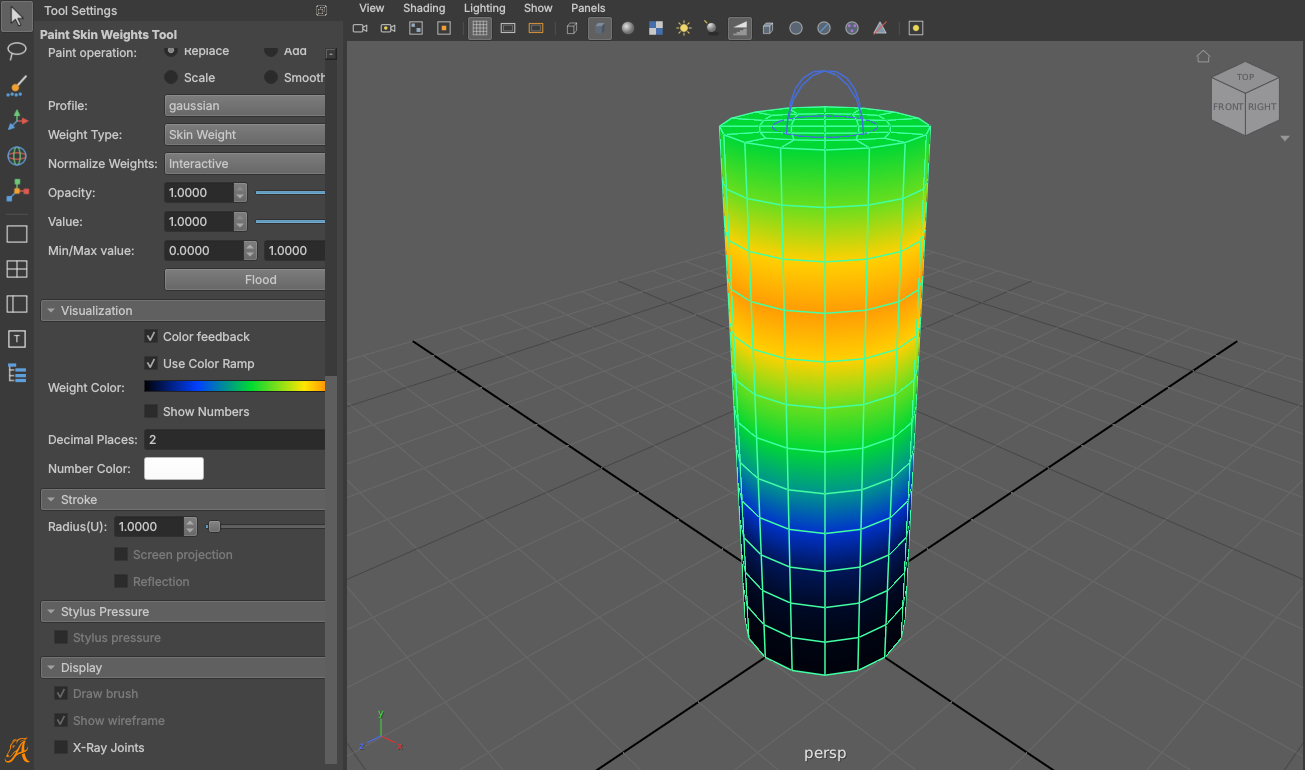 Tool Settings
View Shading Lighting Show Panels
Paint Skin Weights Tool
Paint operation: Replace Add
Scale Smooth
Profile: gaussian
Weight Type: Skin Weight
Normalize Weights: Interactive
Opacity: 1.0000
Value: 1.0000
Min/Max value: 0.0000 1.0000
Flood
Visualization
Color feedback
Use Color Ramp
Weight Color:
Show Numbers
Decimal Places: 2
Number Color:
Stroke
Radius(U): 1.0000
Screen projection
Reflection
Stylus Pressure
Stylus pressure
Display
Draw brush
Show wireframe
X-Ray Joints
T
TOP
FRONT RIGHT
y
z x
persp